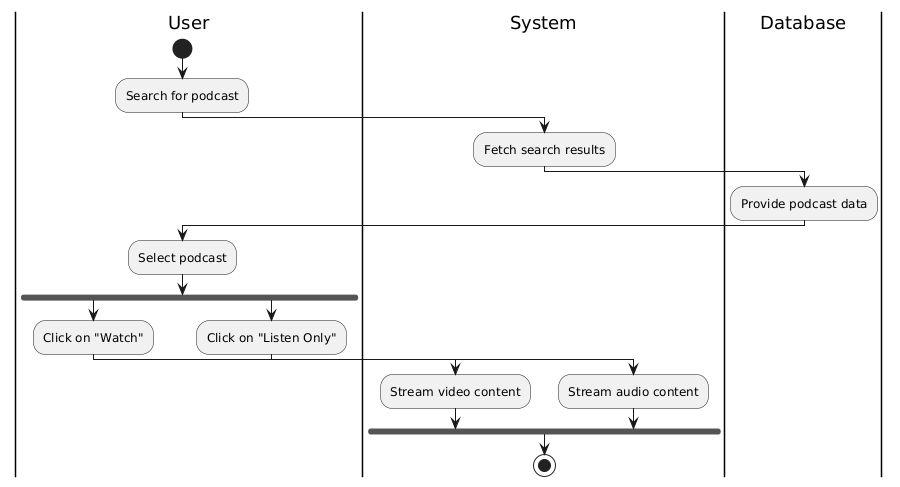 User
System
Database
Search for podcast
Fetch search results
Provide podcast data
Select podcast
Click on "Watch"
Click on "Listen Only"
Stream video content
Stream audio content